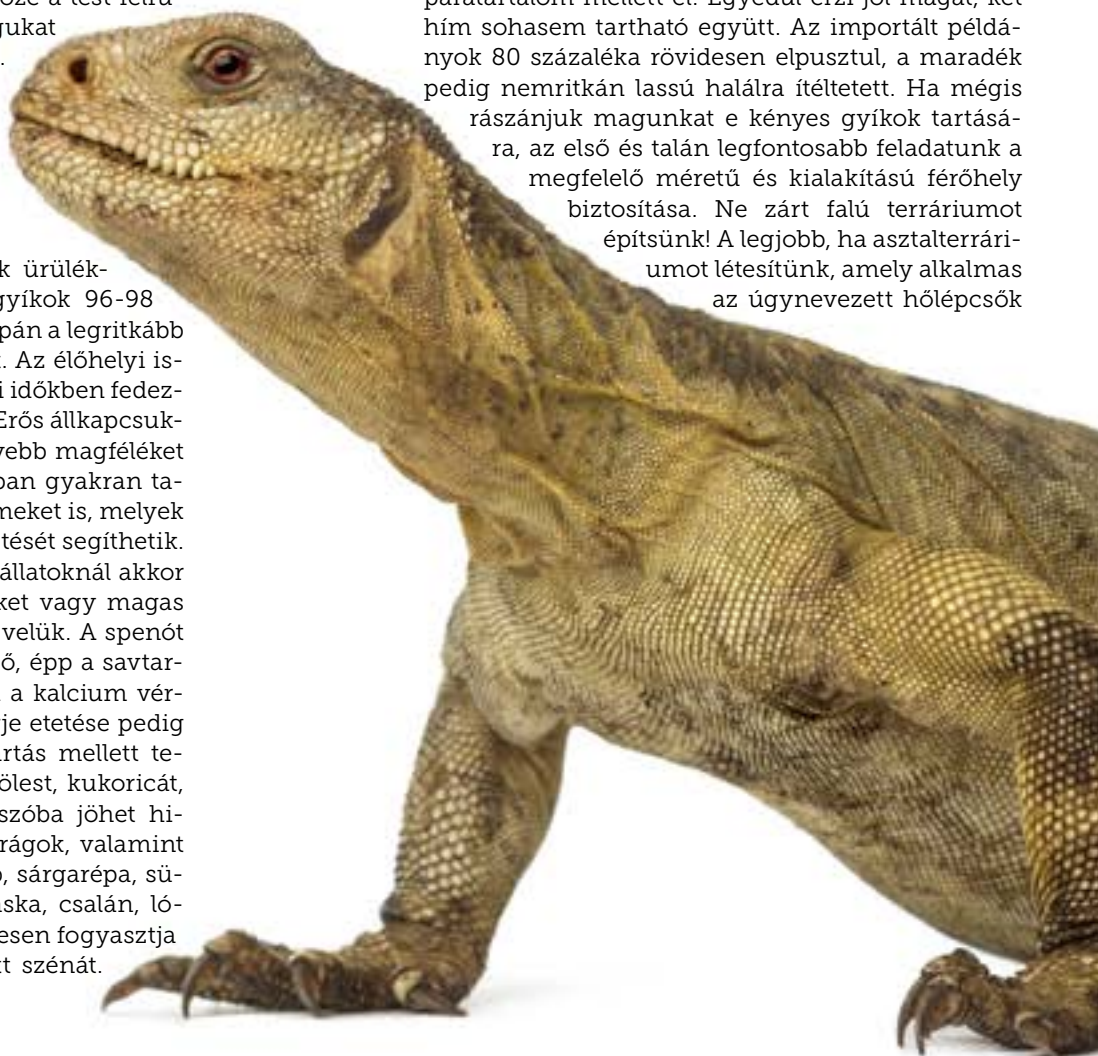 gukat
.
k ürülék-
gyíkok 96-98
pán a legritkább
. Az élőhelyi is-
i időkben fedez-
Erős állkapcsuk-
yebb magféléket
ban gyakran ta-
meket is, melyek
tését segíthetik.
állatoknál akkor
ket vagy magas
velük. A spenót
ő, épp a savtar-
a kalcium vér-
je etetése pedig
rtás mellett te-
ölest, kukoricát,
szóba jöhet hi-
rágok, valamint
sárgarépa, sü-
ska, csalán, ló-
esen fogyasztja
t szénát.
páratartalom mellett él. Egyedül érzi jól magát, két
hím sohasem tartható együtt. Az importált példá-
nyok 80 százaléka rövidesen elpusztul, a maradék
pedig nemritkán lassú halálra ítéltetett. Ha mégis
rászánjuk magunkat e kényes gyíkok tartásá-
ra, az első és talán legfontosabb feladatunk a
megfelelő méretű és kialakítású férőhely
biztosítása. Ne zárt falú terráriumot
építsünk! A legjobb, ha asztalterrári-
umot létesítünk, amely alkalmas
az úgynevezett hőlépcsők